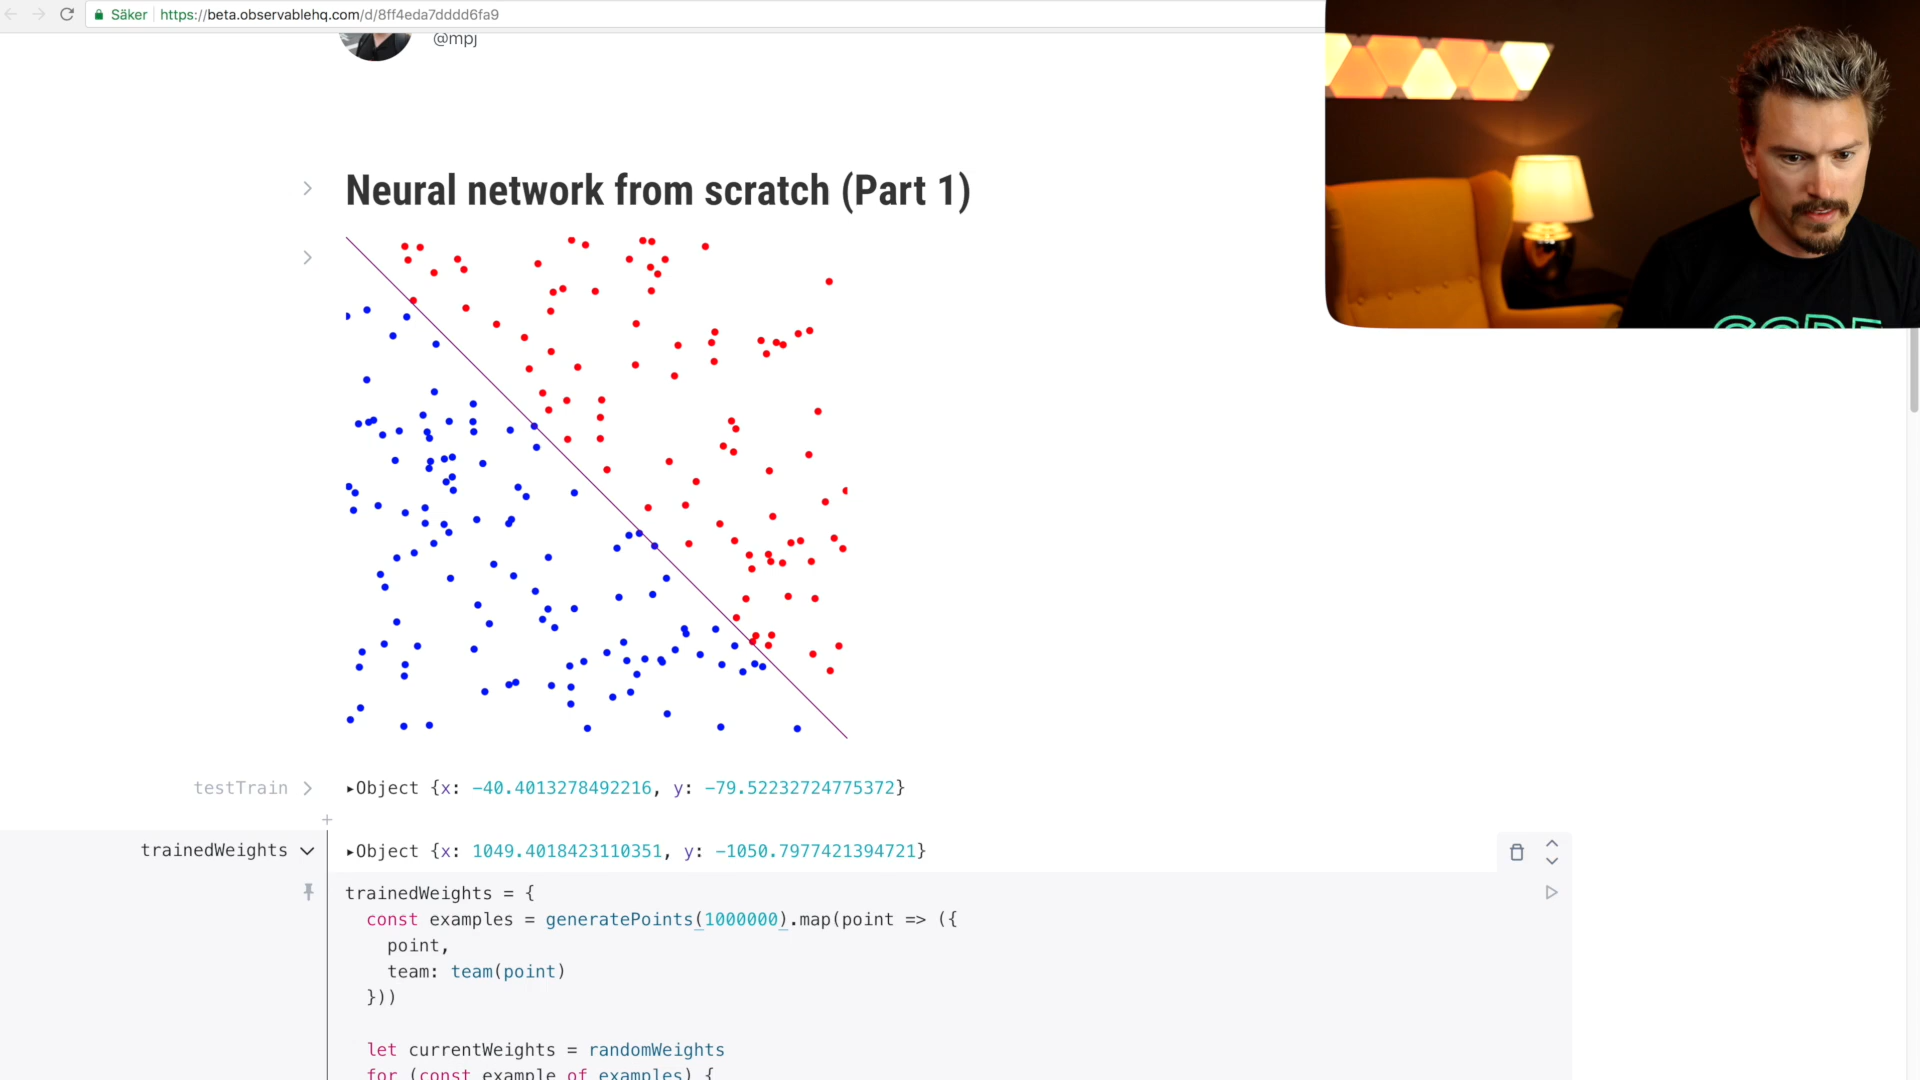 Säker https://beta.observablehq.com/d/8ff4eda7dddd6fa9
@mpj
Neural network from scratch (Part 1)
testTrain ▸Object {x: -40.4013278492216, y: -79.52232724775372}
trainedWeights ▸Object {x: 1049.4018423110351, y: -1050.7977421394721}
trainedWeights = {
const examples = generatePoints(1000000).map(point => ({
point,
team: team(point)
}))
let currentWeights = randomWeights
for (const example of examples) {